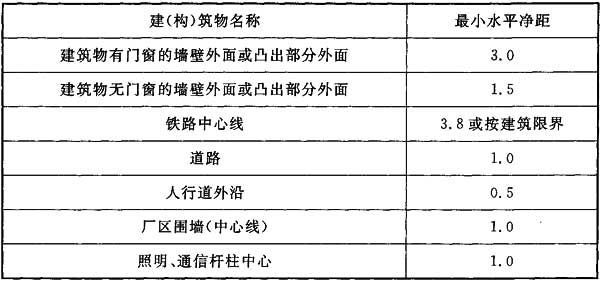 建(构)筑物名称 最小水平净距
建筑物有门窗的墙壁外面或凸出部分外面 3.0
建筑物无门窗的墙壁外面或凸出部分外面 1.5
铁路中心线 3.8或按建筑限界
道路 1.0
人行道外沿 0.5
厂区围墙(中心线) 1.0
照明、通信杆柱中心 1.0